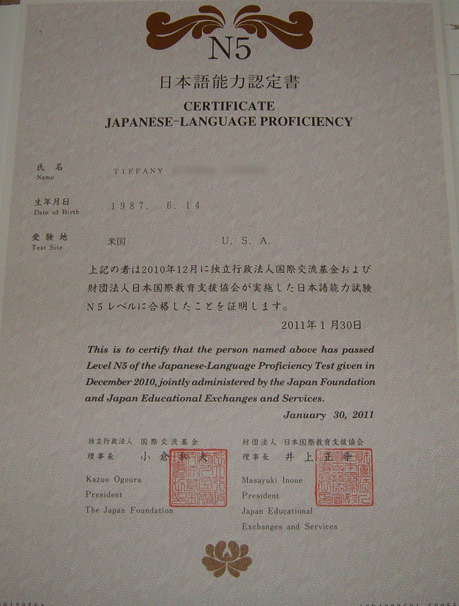 N5
日本語能力認定書
CERTIFICATE
JAPANESE-LANGUAGE PROFICIENCY
氏名
Name
TIFFANY
生年月日
Date of Birth
1987. 6.14
受験地
Test Site
米国 U.S.A.
上記の者は2010年12月に独立行政法人国際交流基金および
財団法人日本国際教育支援協会が実施した日本語能力試験
N5レベルに合格したことを証明します。
2011年1月30日
This is to certify that the person named above has passed
Level N5 of the Japanese-Language Proficiency Test given in
December 2010, jointly administered by the Japan Foundation
and Japan Educational Exchanges and Services.
January 30, 2011
独立行政法人 国際交流基金
理事長 小倉和夫
Kazuo Ogoura
President
The Japan Foundation
財団法人 日本国際教育支援協会
理事長 井上正幸
Masayuki Inoue
President
Japan Educational
Exchanges and Services